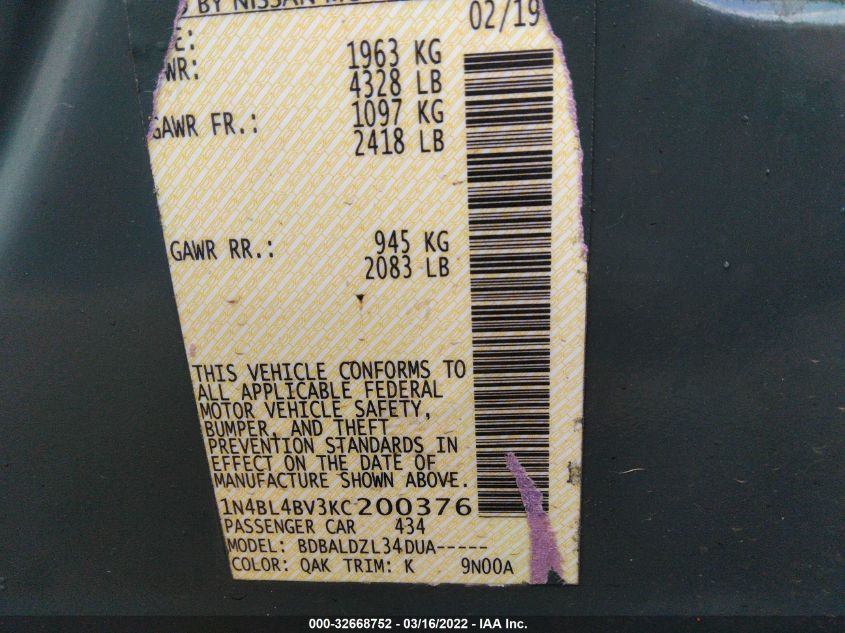 BY NISSAN
02/19
1963 KG
WR:
4328 LB
1097 KG
GAWR FR.:
2418 LB
GAWR RR.: 945 KG
2083 LB
THIS VEHICLE CONFORMS TO
ALL APPLICABLE FEDERAL
MOTOR VEHICLE SAFETY,
BUMPER, AND THEFT
PREVENTION STANDARDS IN
EFFECT ON THE DATE OF
MANUFACTURE SHOWN ABOVE.
1N4BL4BV3KC200376
PASSENGER CAR 434
MODEL: BDBALDZL34DUA-----
COLOR: QAK TRIM: K 9N00A
000-32668752 - 03/16/2022 - IAA Inc.